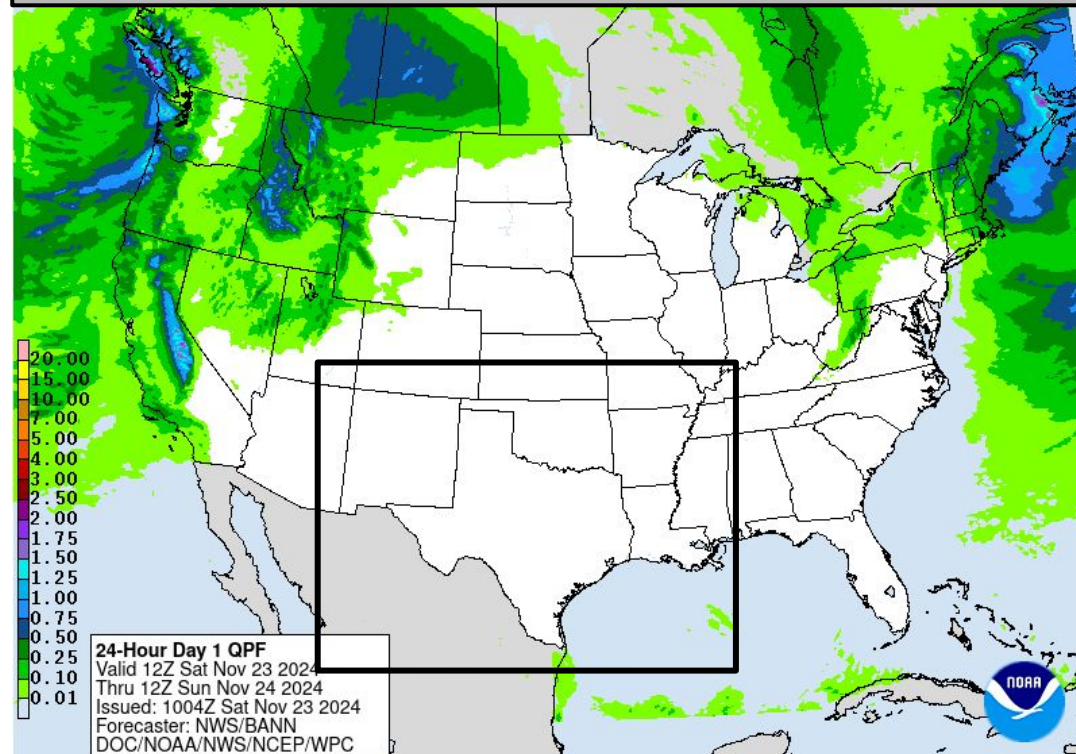 20.00
15.00
10.00
7.00
5.00
4.00
3.00
2.50
2.00
1.75
1.50
1.25
1.00
0.75
0.50
0.25
0.10
0.01
24-Hour Day 1 QPF
Valid 12Z Sat Nov 23 2024
Thru 12Z Sun Nov 24 2024
Issued: 1004Z Sat Nov 23 2024
Forecaster: NWS/BANN
DOC/NOAA/NWS/NCEP/WPC
NOAA